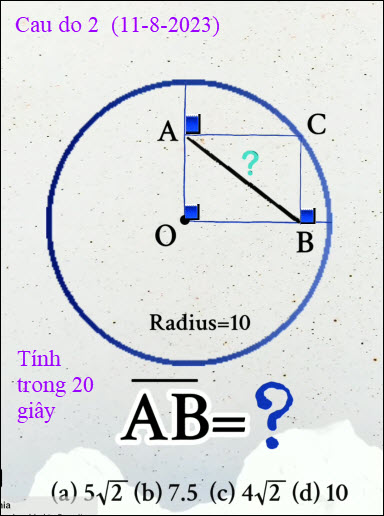 Cau do 2 (11-8-2023)
A
C
?
O
B
Radius=10
Tính
trong 20
giây
AB=?
(a) 5√2 (b) 7.5 (c) 4√2 (d) 10